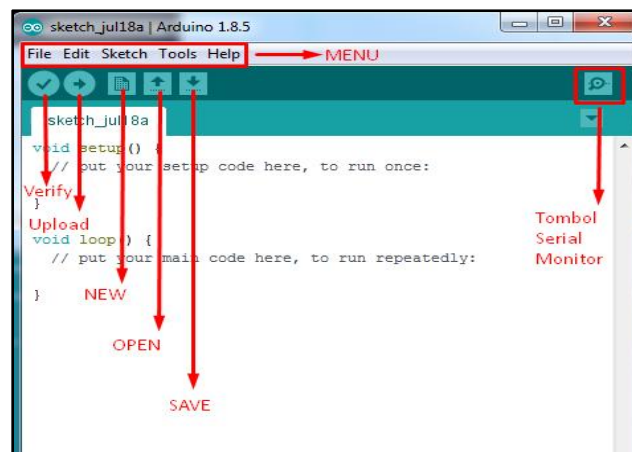 sketch_jul18a | Arduino 1.8.5
File Edit Sketch Tools Help
MENU
sketch_jul18a
void setup() {
// put your setup code here, to run once:
Verify
}
Upload
void loop() {
// put your main code here, to run repeatedly:
Tombol
Serial
Monitor
}
NEW
OPEN
SAVE